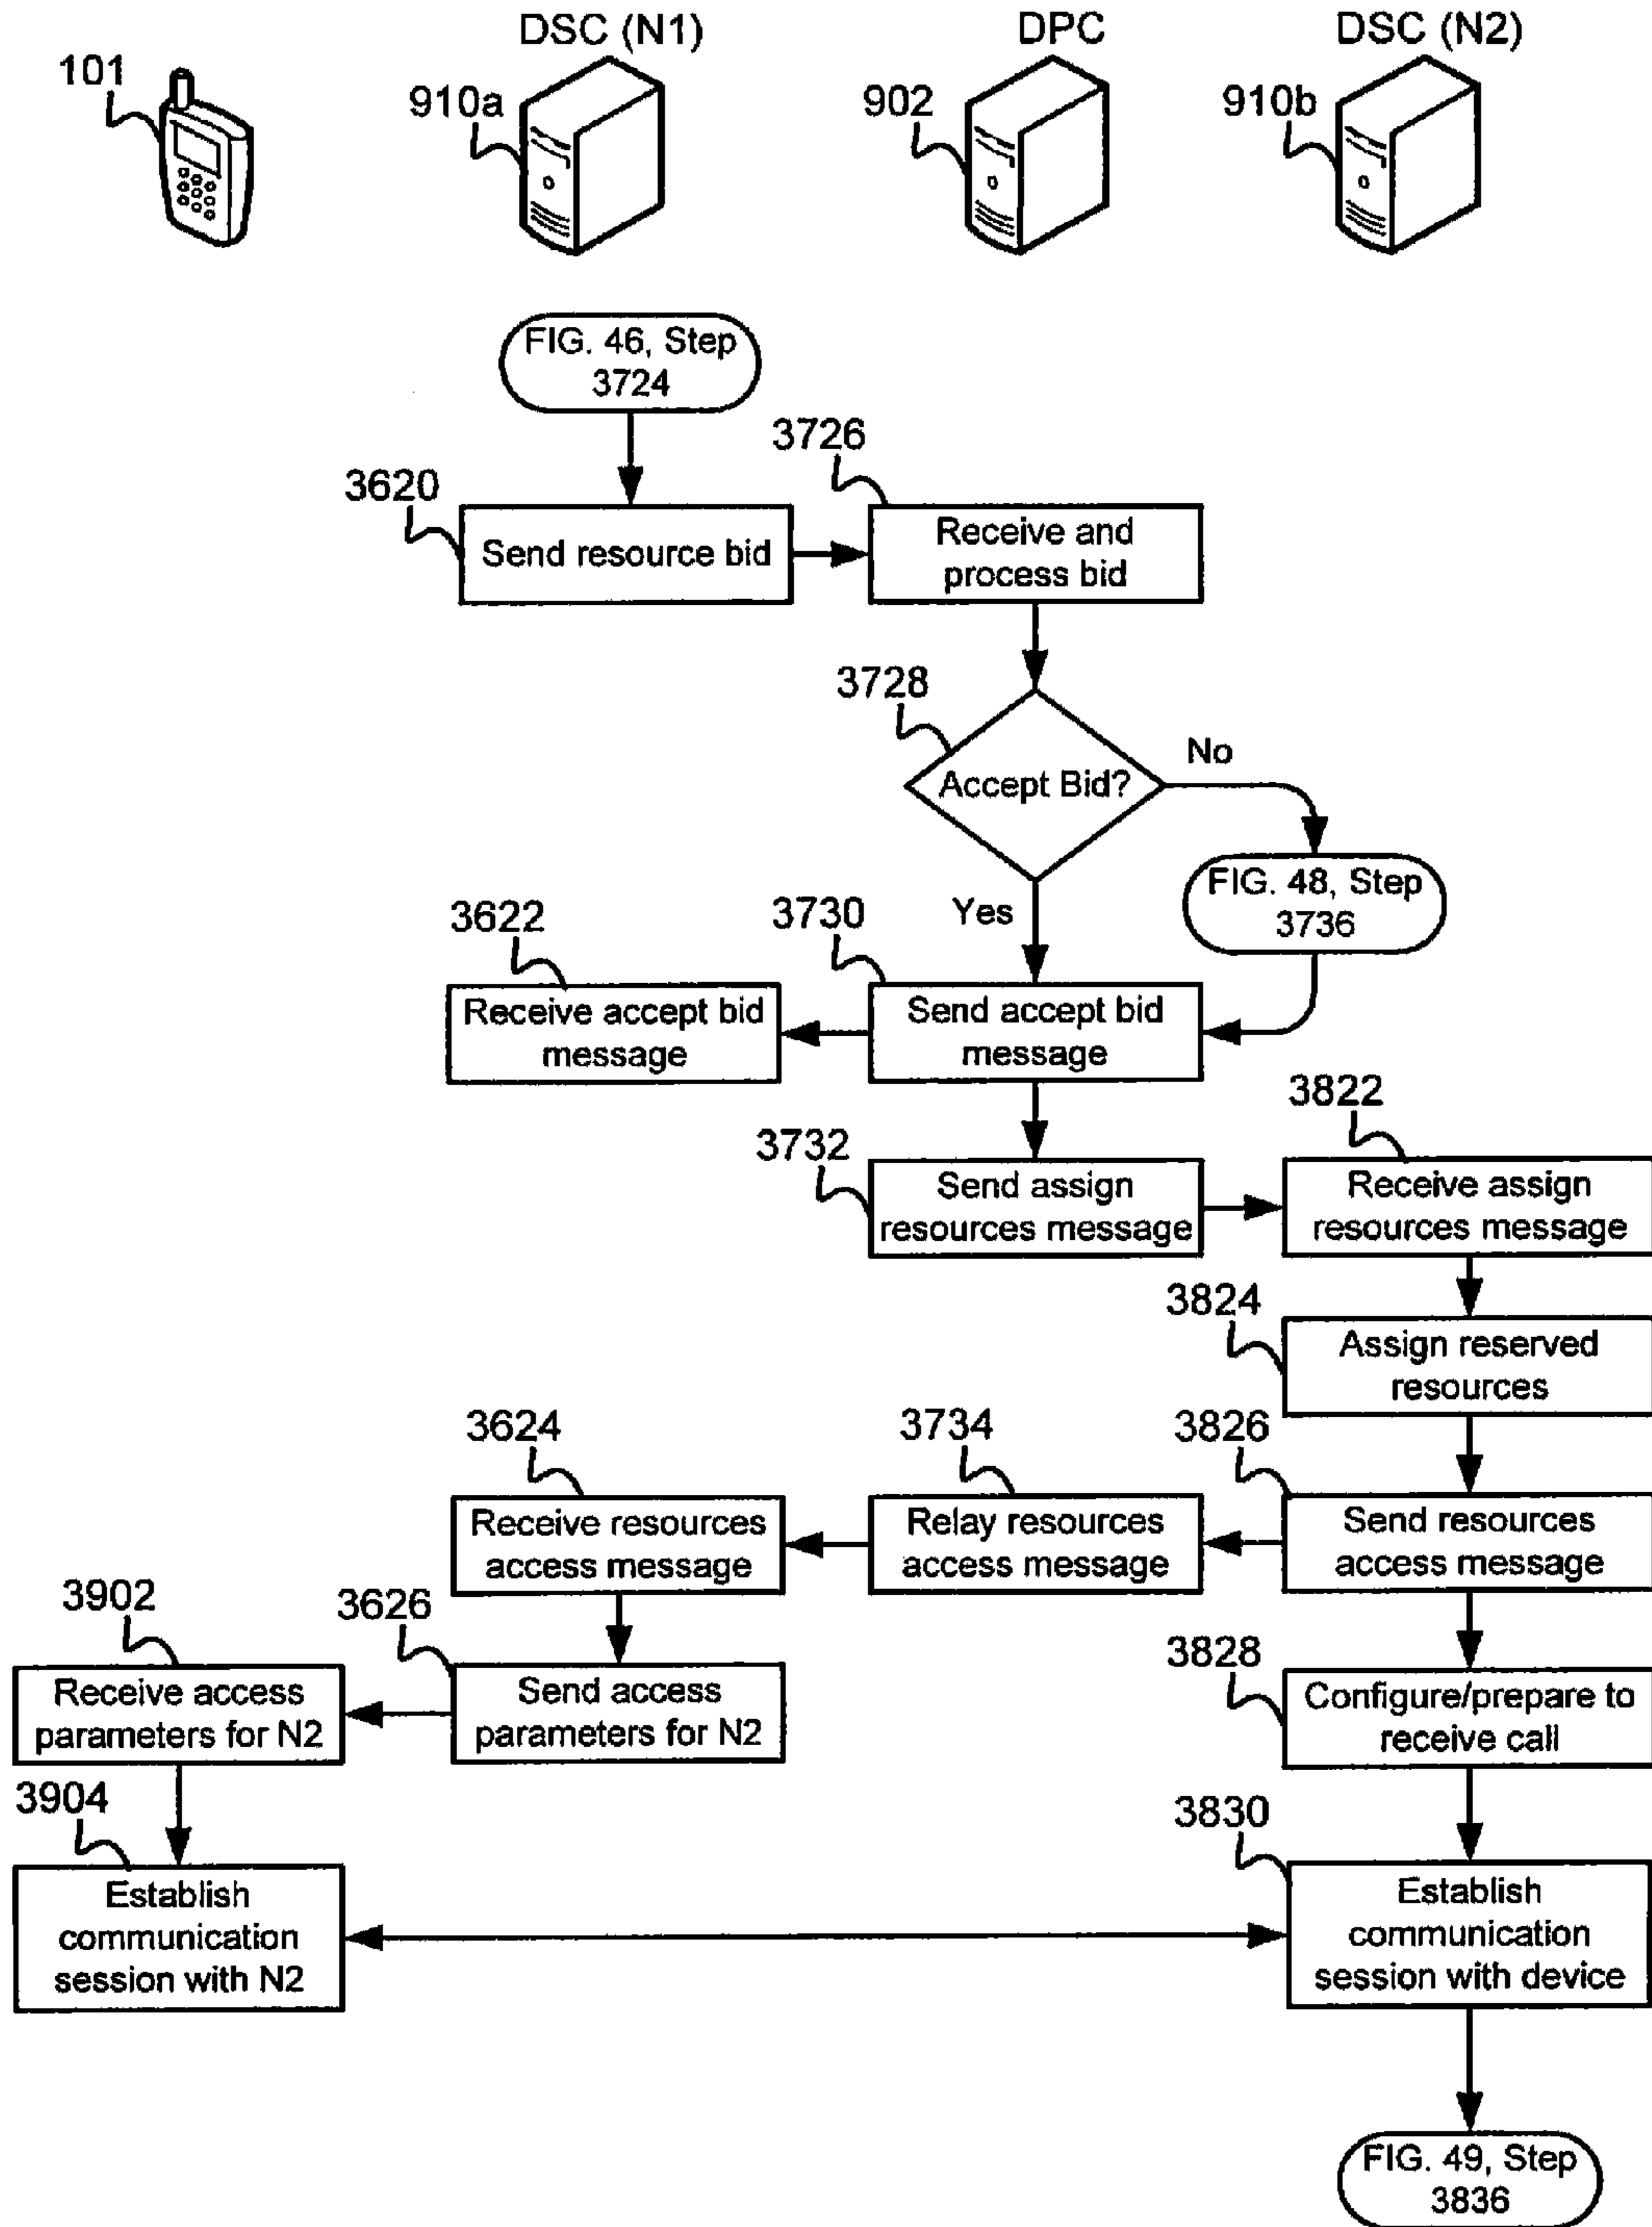 DSC (N1)
DPC
DSC (N2)
101
910a
902
910b
FIG. 46, Step
3724
3726
3620
Send resource bid
Receive and
process bid
3728
No
Accept Bid?
FIG. 48, Step
3736
Yes
3622
3730
Receive accept bid
message
Send accept bid
message
3822
3732
Send assign
resources message
Receive assign
resources message
3824
Assign reserved
resources
3624
3734
3826
Receive resources
access message
Relay resources
access message
Send resources
access message
3902
3626
3828
Receive access
parameters for N2
Send access
parameters for N2
Configure/prepare to
receive call
3904
3830
Establish
communication
session with N2
Establish
communication
session with device
FIG. 49, Step
3836